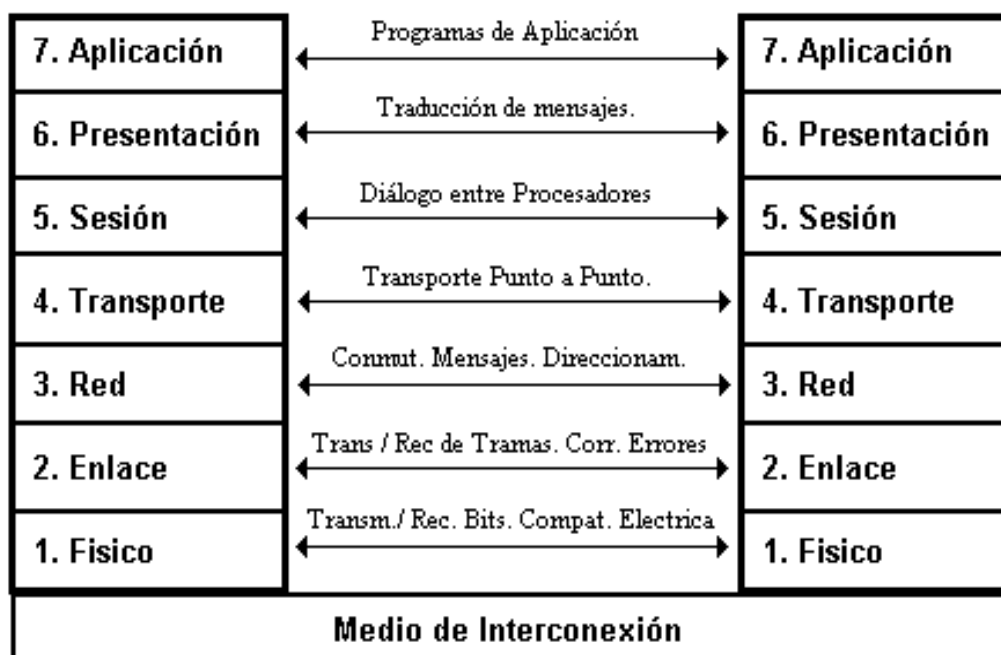 7. Aplicación Programas de Aplicación 7. Aplicación
6. Presentación Traducción de mensajes. 6. Presentación
5. Sesión Diálogo entre Procesadores 5. Sesión
4. Transporte Transporte Punto a Punto. 4. Transporte
3. Red Conmut. Mensajes. Direccionam. 3. Red
2. Enlace Trans / Rec de Tramas. Corr. Errores 2. Enlace
1. Fisico Transm./ Rec. Bits. Compat. Electrica 1. Fisico
Medio de Interconexión